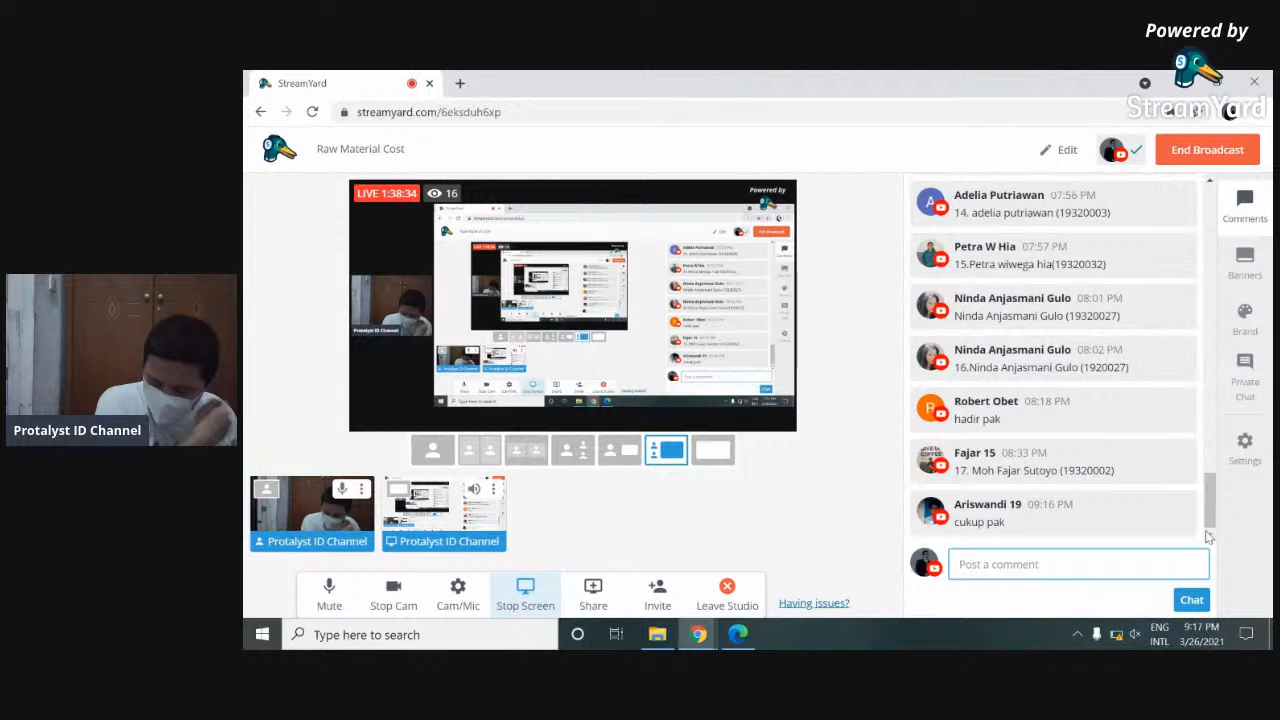 Powered by
StreamYard
StreamYard
streamyard.com/6eksduh6xp
Raw Material Cost
Edit
End Broadcast
LIVE 1:38:34
16
Powered by
Adelia Putriawan 07:56 PM
14. adelia putriawan (19320003)
Petra W Hia 07:57 PM
15.Petra wiwega hia (19320032)
Ninda Anjasmani Gulo 08:01 PM
Ninda Anjasmani Gulo (19320027)
Ninda Anjasmani Gulo 08:02 PM
16.Ninda Anjasmani Gulo (19320027)
Robert Obet 08:18 PM
hadir pak
Fajar 15 08:33 PM
17. Moh Fajar Sutoyo (19320002)
Ariswandi 19 09:16 PM
cukup pak
Post a comment
Chat
Comments
Banners
Brand
Private
Chat
Settings
Protalyst ID Channel
Protalyst ID Channel
Protalyst ID Channel
Protalyst ID Channel
Mute
Stop Cam
Cam/Mic
Stop Screen
Share
Invite
Leave Studio
Having issues?
Type here to search
ENG
INTL
9:17 PM
3/26/2021